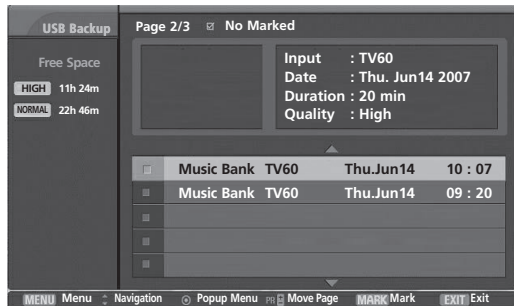 USB Backup
Page 2/3 No Marked
Free Space
HIGH 11h 24m
NORMAL 22h 46m
Input : TV60
Date : Thu. Jun14 2007
Duration : 20 min
Quality : High
Music Bank TV60 Thu.Jun14 10 : 07
Music Bank TV60 Thu.Jun14 09 : 20
MENU Menu Navigation Popup Menu PR Move Page MARK Mark EXIT Exit